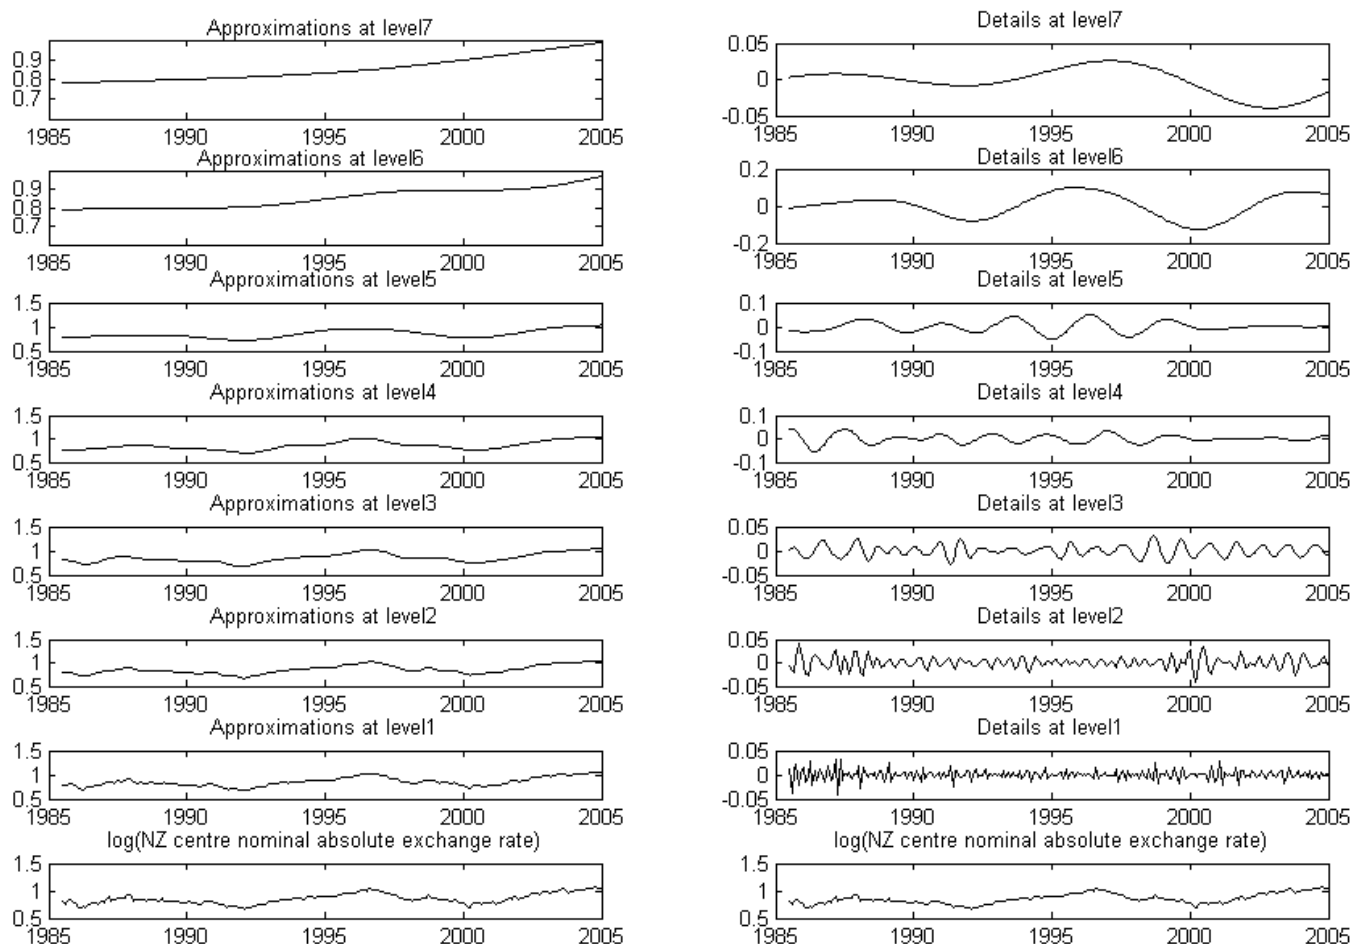 Approximations at level7
0.9
0.8
0.7
1985 1990 1995 2000 2005
Approximations at level6
0.9
0.8
0.7
1985 1990 1995 2000 2005
Approximations at level5
1.5
1
0.5
1985 1990 1995 2000 2005
Approximations at level4
1.5
1
0.5
1985 1990 1995 2000 2005
Approximations at level3
1.5
1
0.5
1985 1990 1995 2000 2005
Approximations at level2
1.5
1
0.5
1985 1990 1995 2000 2005
Approximations at level1
1.5
1
0.5
1985 1990 1995 2000 2005
log(NZ centre nominal absolute exchange rate)
1.5
1
0.5
1985 1990 1995 2000 2005
Details at level7
0.05
0
-0.05
1985 1990 1995 2000 2005
Details at level6
0.2
0
-0.2
1985 1990 1995 2000 2005
Details at level5
0.1
0
-0.1
1985 1990 1995 2000 2005
Details at level4
0.1
0
-0.1
1985 1990 1995 2000 2005
Details at level3
0.05
0
-0.05
1985 1990 1995 2000 2005
Details at level2
0.05
0
-0.05
1985 1990 1995 2000 2005
Details at level1
0.05
0
-0.05
1985 1990 1995 2000 2005
log(NZ centre nominal absolute exchange rate)
1.5
1
0.5
1985 1990 1995 2000 2005